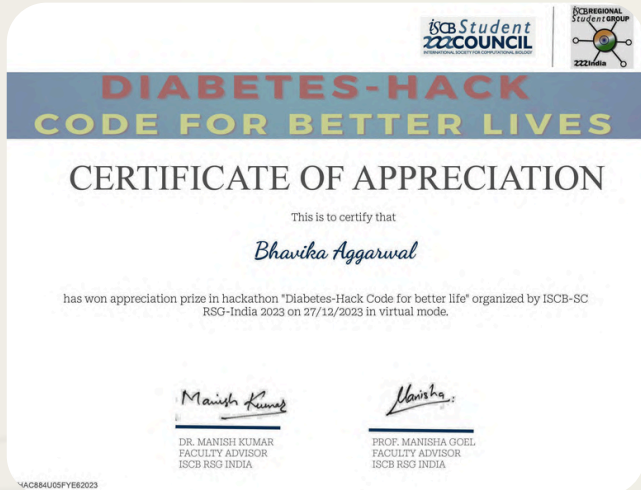 iSCB Student
COUNCIL
INTERNATIONAL SOCIETY FOR COMPUTATIONAL BIOLOGY
iSCB REGIONAL
Student GROUP
India
DIABETES-HACK
CODE FOR BETTER LIVES
CERTIFICATE OF APPRECIATION
This is to certify that
Bhavika Aggarwal
has won appreciation prize in hackathon "Diabetes-Hack Code for better life" organized by ISCB-SC
RSG-India 2023 on 27/12/2023 in virtual mode.
Manish Kumar
Manisha
DR. MANISH KUMAR
FACULTY ADVISOR
ISCB RSG INDIA
PROF. MANISHA GOEL
FACULTY ADVISOR
ISCB RSG INDIA
HAC884U05FYE62023